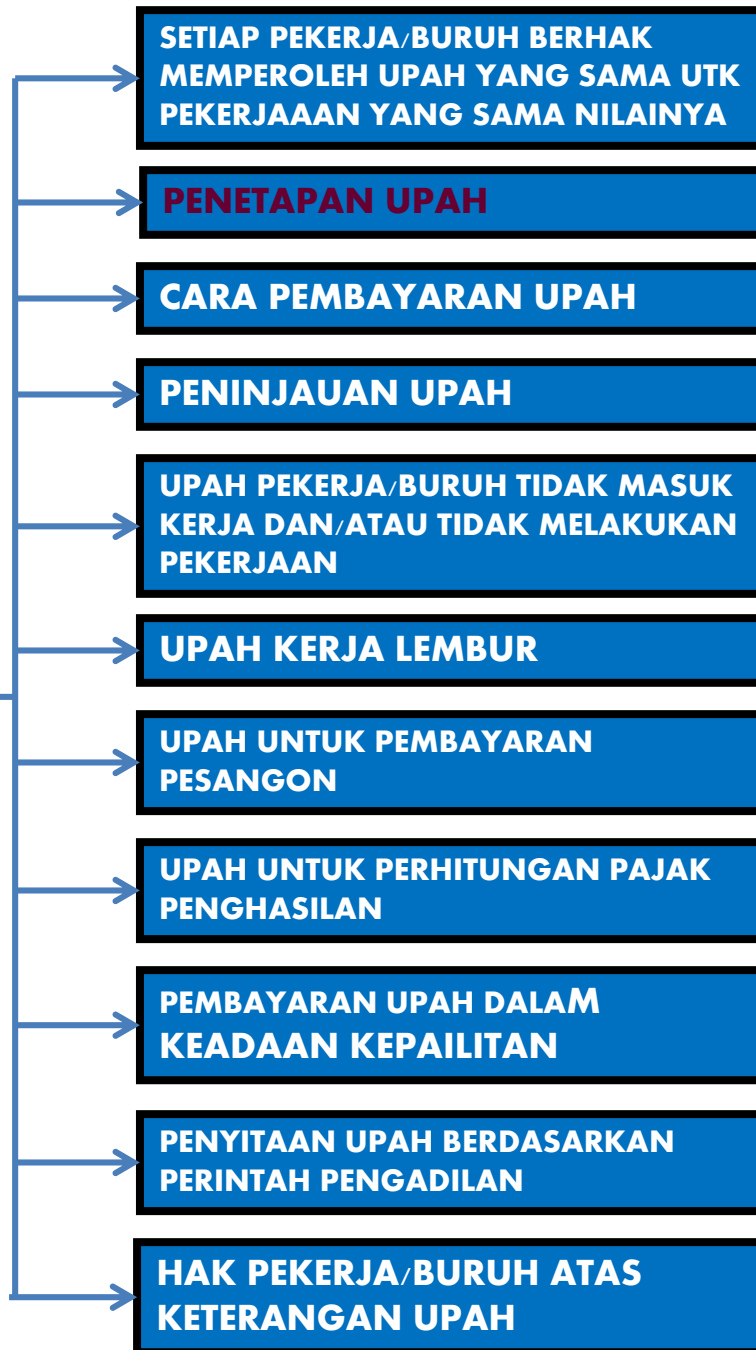 SETIAP PEKERJA/BURUH BERHAK
MEMPEROLEH UPAH YANG SAMA UTK
PEKERJAAAN YANG SAMA NILAINYA
PENETAPAN UPAH
CARA PEMBAYARAN UPAH
PENINJAUAN UPAH
UPAH PEKERJA/BURUH TIDAK MASUK
KERJA DAN/ATAU TIDAK MELAKUKAN
PEKERJAAN
UPAH KERJA LEMBUR
UPAH UNTUK PEMBAYARAN
PESANGON
UPAH UNTUK PERHITUNGAN PAJAK
PENGHASILAN
PEMBAYARAN UPAH DALAM
KEADAAN KEPAILITAN
PENYITAAN UPAH BERDASARKAN
PERINTAH PENGADILAN
HAK PEKERJA/BURUH ATAS
KETERANGAN UPAH